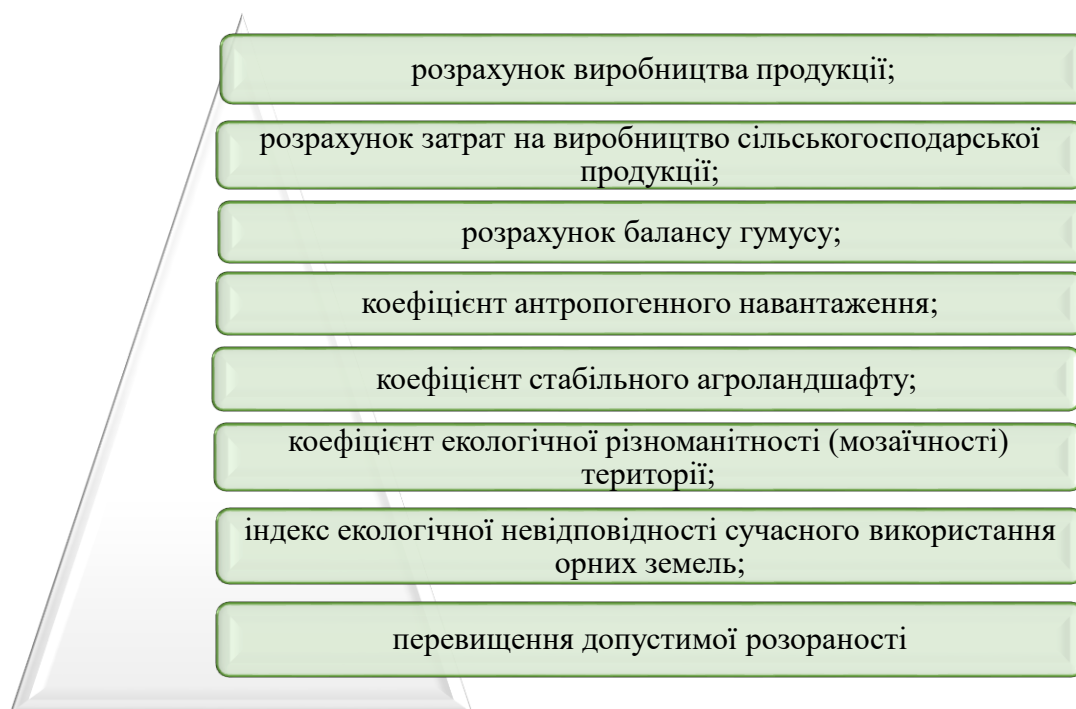 розрахунок виробництва продукції;
розрахунок затрат на виробництво сільськогосподарської
продукції;
розрахунок балансу гумусу;
коефіцієнт антропогенного навантаження;
коефіцієнт стабільного агроландшафту;
коефіцієнт екологічної різноманітності (мозаїчності)
території;
індекс екологічної невідповідності сучасного використання
орних земель;
перевищення допустимої розораності